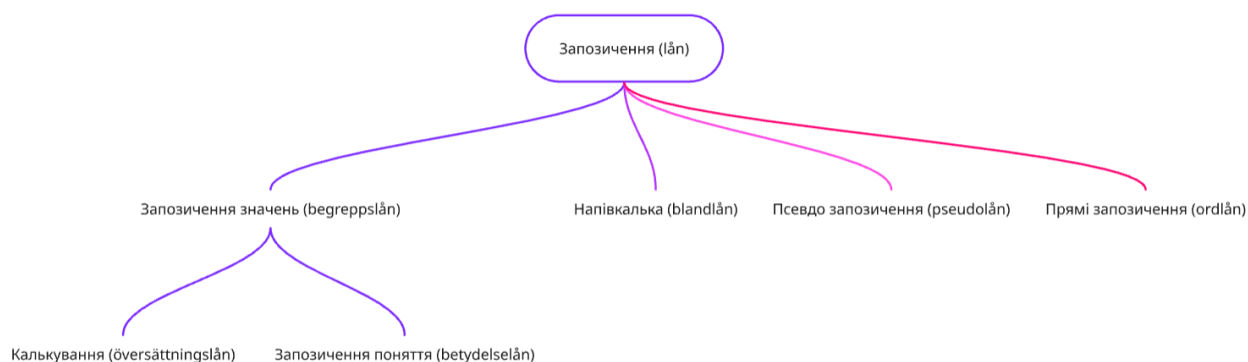 Запозичення (lån)
Запозичення значень (begreppslån)
Напівкалька (blandlån)
Псевдо запозичення (pseudolån)
Прямі запозичення (ordlån)
Калькування (översättningslån)
Запозичення поняття (betydelselån)